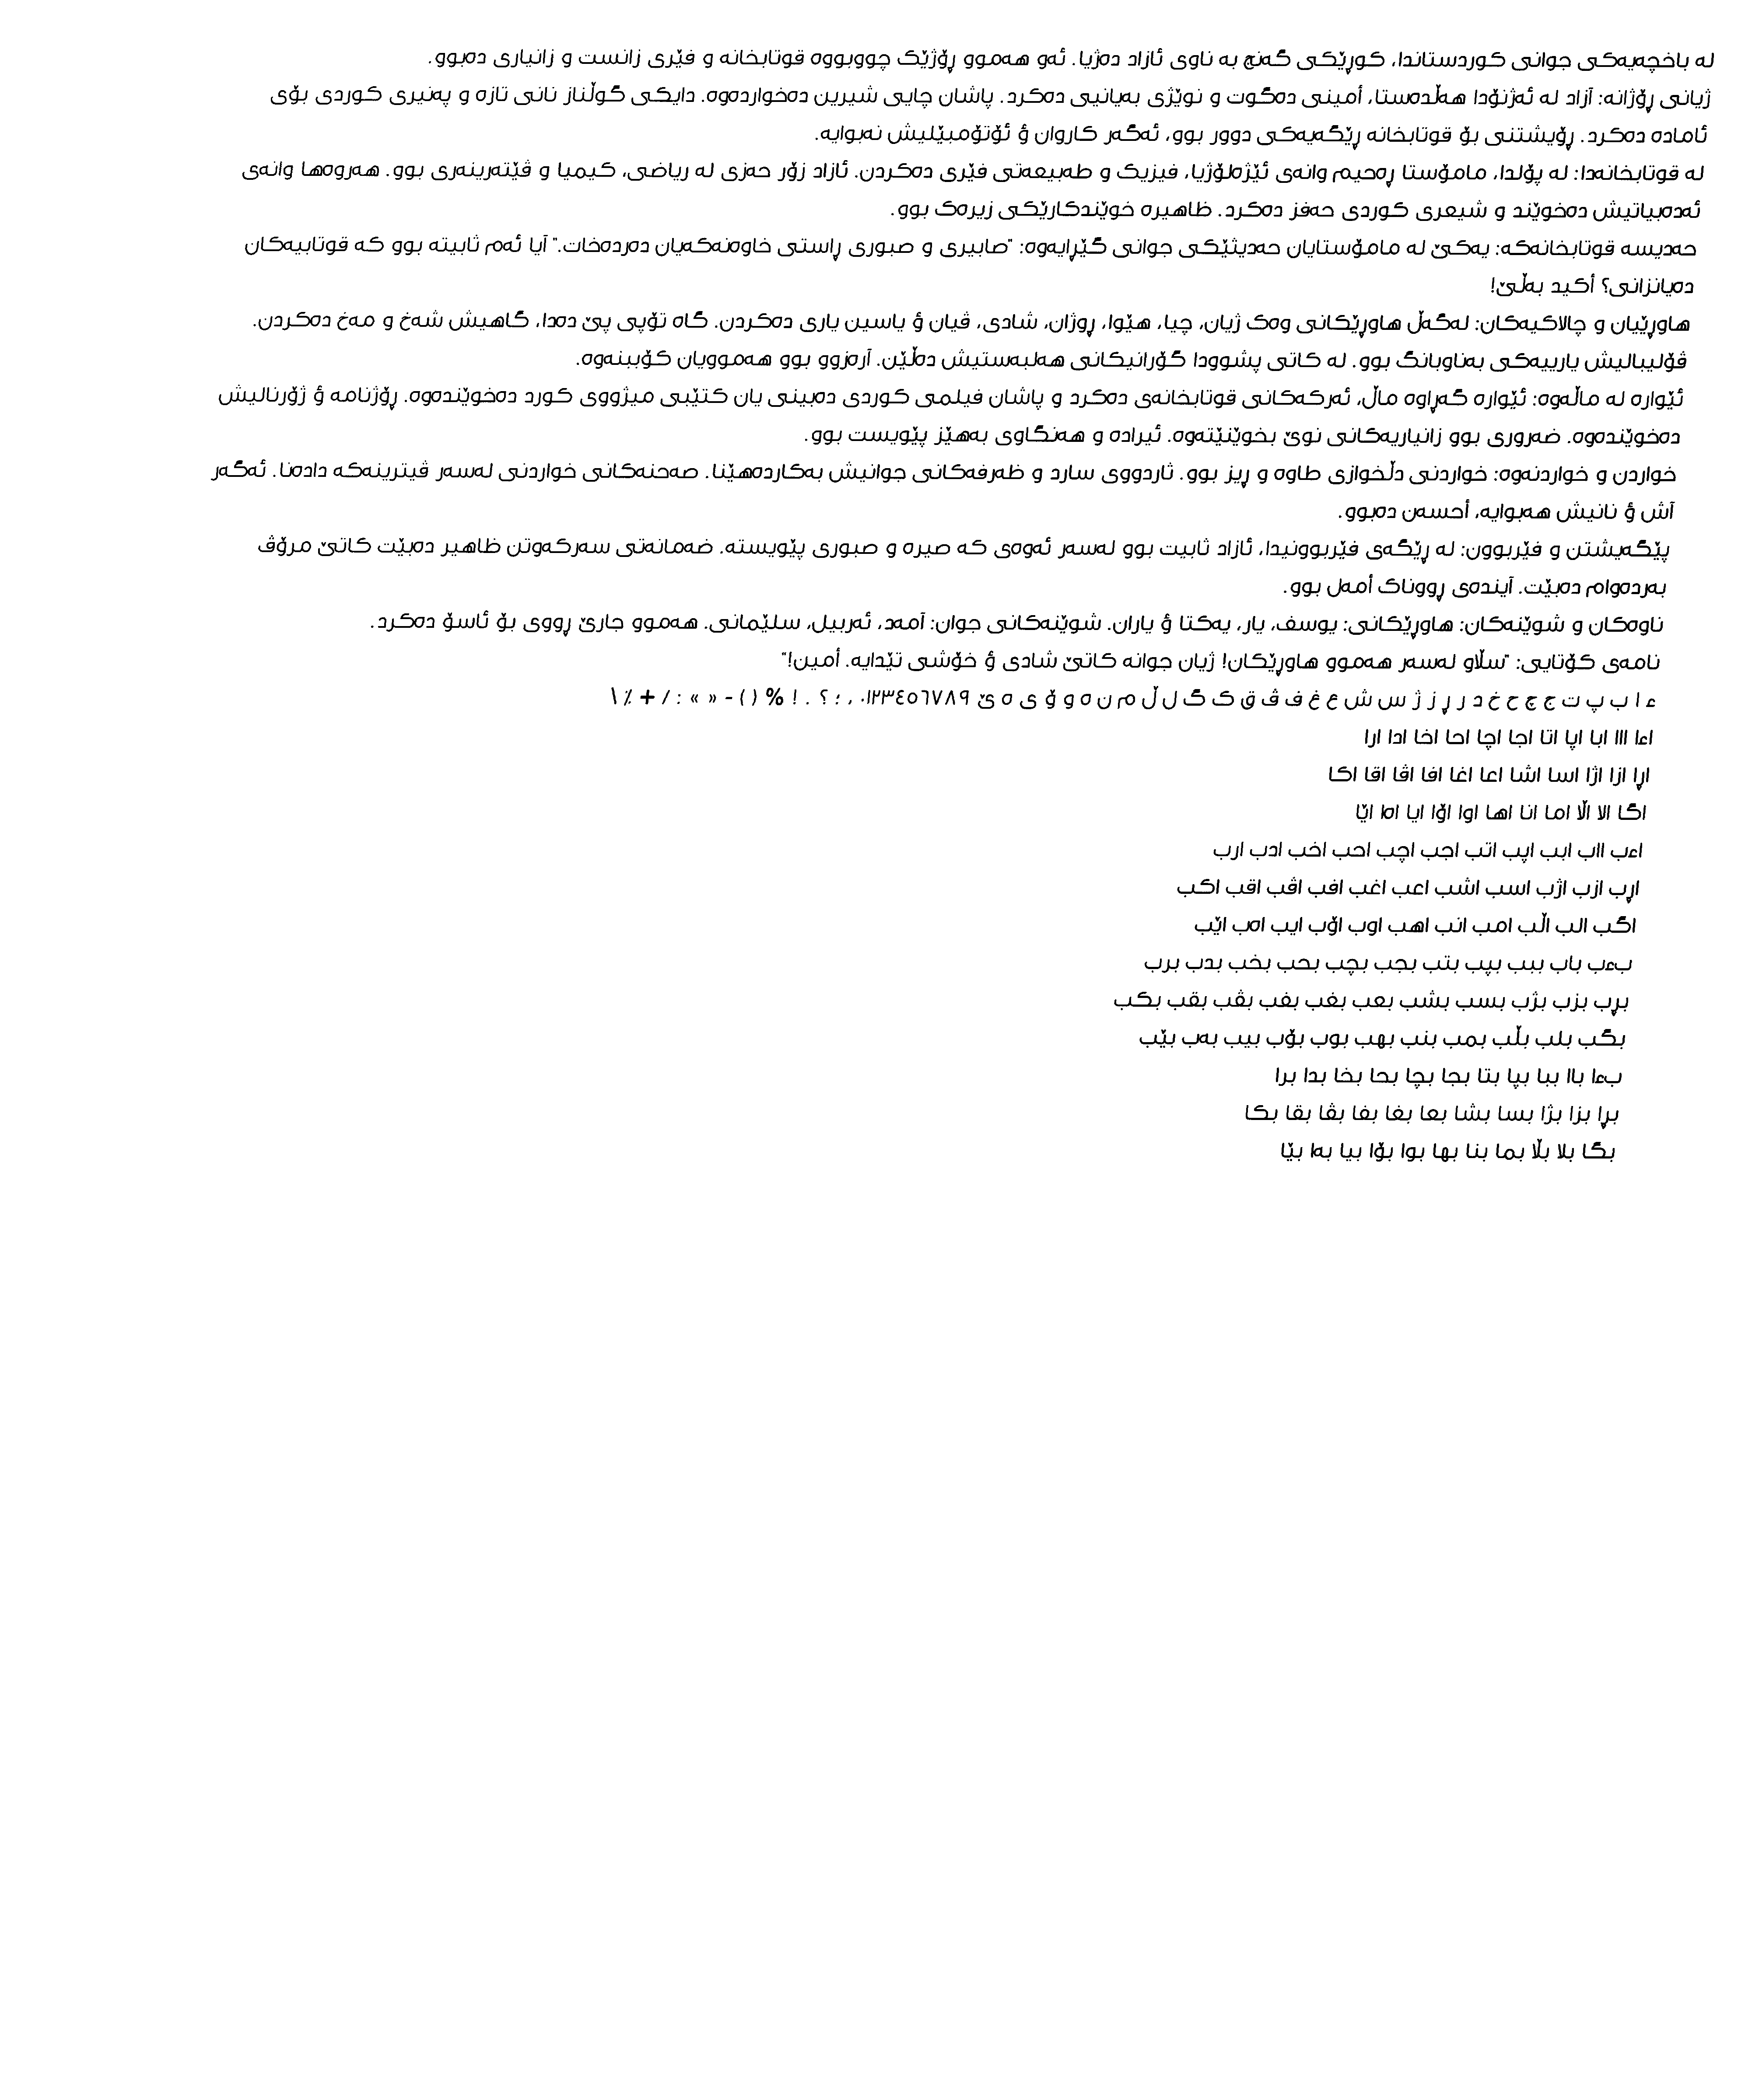 لە باخچەیەکی جوانی کوردستاندا، کوڕێکی گەنج بە ناوی ئازاد دەژیا. ئەو هەموو ڕۆژێک چووبووە قوتابخانە و فێری زانست و زانیاری دەبوو.
ژیانی ڕۆژانە: آزاد لە ئەژنۆدا هەڵدەستا، أمینی دەگوت و نوێژی بەیانیی دەکرد. پاشان چایی شیرین دەخواردەوە. دایکی گوڵناز نانی تازە و پەنیری کوردی بۆی
ئامادە دەکرد. ڕۆیشتنی بۆ قوتابخانە ڕێگەیەکی دوور بوو، ئەگەر کاروان ؤ ئۆتۆمبێلیش نەبوایە.
لە قوتابخانەدا: لە پۆلدا، مامۆستا ڕەحیم وانەی ئێژەلۆژیا، فیزیک و طەبیعەتی فێری دەکردن. ئازاد زۆر حەزی لە ریاضی، کیمیا و ڤێتەرینەری بوو. هەروەها وانەی
ئەدەبیاتیش دەخوێند و شیعری کوردی حەفز دەکرد. ظاهیرە خوێندکارێکی زیرەک بوو.
حەدیسە قوتابخانەکە: یەکێ لە مامۆستایان حەدیثێکی جوانی گێڕایەوە: "صابیری و صبوری ڕاستی خاوەنەکەیان دەردەخات." آیا ئەم ثابیتە بوو کە قوتابیەکان
دەیانزانی؟ أکید بەڵێ!
هاوڕێیان و چالاکیەکان: لەگەڵ هاوڕێکانی وەک ژیان، چیا، هێوا، ڕوژان، شادی، ڤیان ؤ یاسین یاری دەکردن. گاە تۆپی پێ دەدا، گاهیش شەخ و مەخ دەکردن.
ڤۆلیبالیش یارییەکی بەناوبانگ بوو. لە کاتی پشوودا گۆرانیکانی هەلبەستیش دەڵێن. آرەزوو بوو هەموویان کۆببنەوە.
ئێوارە لە ماڵەوە: ئێوارە گەڕاوە ماڵ، ئەرکەکانی قوتابخانەی دەکرد و پاشان فیلمی کوردی دەبینی یان کتێبی میژووی کورد دەخوێندەوە. ڕۆژنامە ؤ ژۆرنالیش
دەخوێندەوە. ضەروری بوو زانیاریەکانی نوێ بخوێنێتەوە. ئیرادە و هەنگاوی بەهێز پێویست بوو.
خواردن و خواردنەوە: خواردنی دڵخوازی طاوە و ڕیز بوو. ثاردووی سارد و ظەرفەکانی جوانیش بەکاردەهێنا. صەحنەکانی خواردنی لەسەر ڤیترینەکە دادەنا. ئەگەر
آش ؤ نانیش هەبوایە، أحسەن دەبوو.
پێگەیشتن و فێربوون: لە ڕێگەی فێربوونیدا، ئازاد ثابیت بوو لەسەر ئەوەی کە صیرە و صبوری پێویستە. ضەمانەتی سەرکەوتن ظاهیر دەبێت کاتێ مرۆڤ
بەردەوام دەبێت. آیندەی ڕووناک أمەل بوو.
ناوەکان و شوێنەکان: هاوڕێکانی: یوسف، یار، یەکتا ؤ یاران. شوێنەکانی جوان: آمەد، ئەربیل، سلێمانی. هەموو جارێ ڕووی بۆ ئاسۆ دەکرد.
نامەی کۆتایی: "سڵاو لەسەر هەموو هاوڕێکان! ژیان جوانە کاتێ شادی ؤ خۆشی تێدایە. أمین!"
ء ا ب پ ت ج چ ح خ د ر ڕ ز ژ س ش ع غ ف ڤ ق ک گ ل ڵ م ن ە و ۆ ی ە ێ ٠١٢٣٤٥٦٧٨٩ ، ؛ ؟ . ! % ( ) - « » : / + ٪ \
اءا ااا ابا اپا اتا اجا اچا احا اخا ادا ارا
اڕا ازا اژا اسا اشا اعا اغا افا اڤا اقا اکا
اگا الا اڵا اما انا اها اوا اۆا ایا اەا اێا
اءب ااب ابب اپب اتب اجب اچب احب اخب ادب ارب
اڕب ازب اژب اسب اشب اعب اغب افب اڤب اقب اکب
اگب الب اڵب امب انب اهب اوب اۆب ایب اەب اێب
بءب باب ببب بپب بتب بجب بچب بحب بخب بدب برب
بڕب بزب بژب بسب بشب بعب بغب بفب بڤب بقب بکب
بگب بلب بڵب بمب بنب بهب بوب بۆب بیب بەب بێب
بءا باا ببا بپا بتا بجا بچا بحا بخا بدا برا
بڕا بزا بژا بسا بشا بعا بغا بفا بڤا بقا بکا
بگا بلا بڵا بما بنا بها بوا بۆا بیا بەا بێا